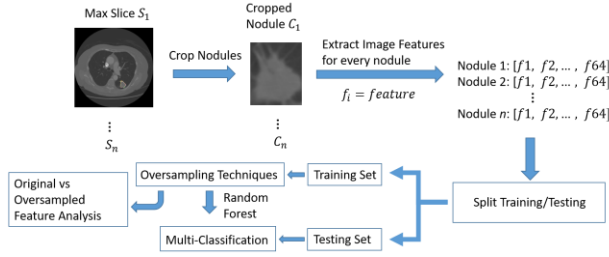 Max Slice S₁
Cropped
Nodule C₁
Crop Nodules
Extract Image Features
for every nodule
fᵢ = feature
Nodule 1: [f1, f2, … , f64]
Nodule 2: [f1, f2, … , f64]
⋮
Nodule n: [f1, f2, … , f64]
⋮
Sₙ
⋮
Cₙ
Original vs
Oversampled
Feature Analysis
Oversampling Techniques
Training Set
Random
Forest
Split Training/Testing
Multi-Classification
Testing Set